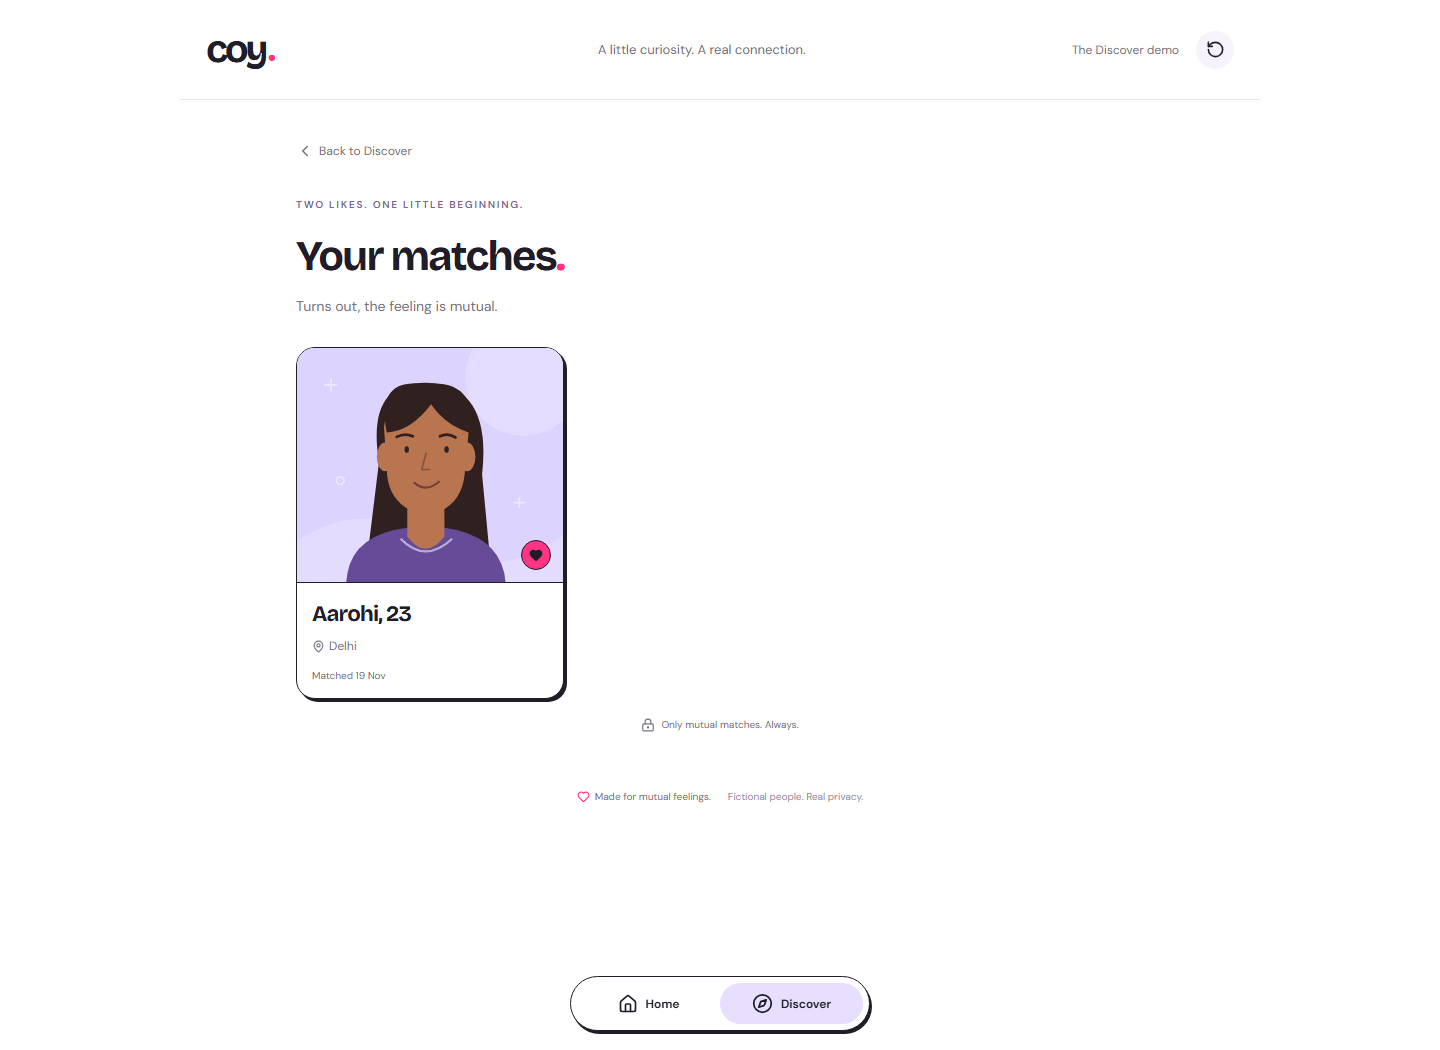 coy.
A little curiosity. A real connection.
The Discover demo
Back to Discover
TWO LIKES. ONE LITTLE BEGINNING.
Your matches.
Turns out, the feeling is mutual.
Aarohi, 23
Delhi
Matched 19 Nov
Only mutual matches. Always.
Made for mutual feelings. Fictional people. Real privacy.
Home Discover